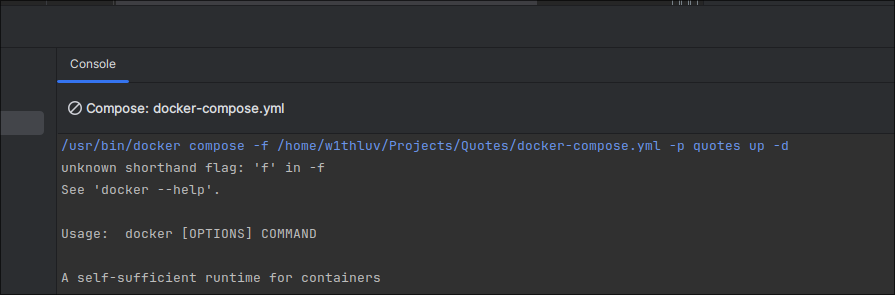 Console
Compose: docker-compose.yml
/usr/bin/docker compose -f /home/w1thluv/Projects/Quotes/docker-compose.yml -p quotes up -d
unknown shorthand flag: 'f' in -f
See 'docker --help'.
Usage:  docker [OPTIONS] COMMAND
A self-sufficient runtime for containers